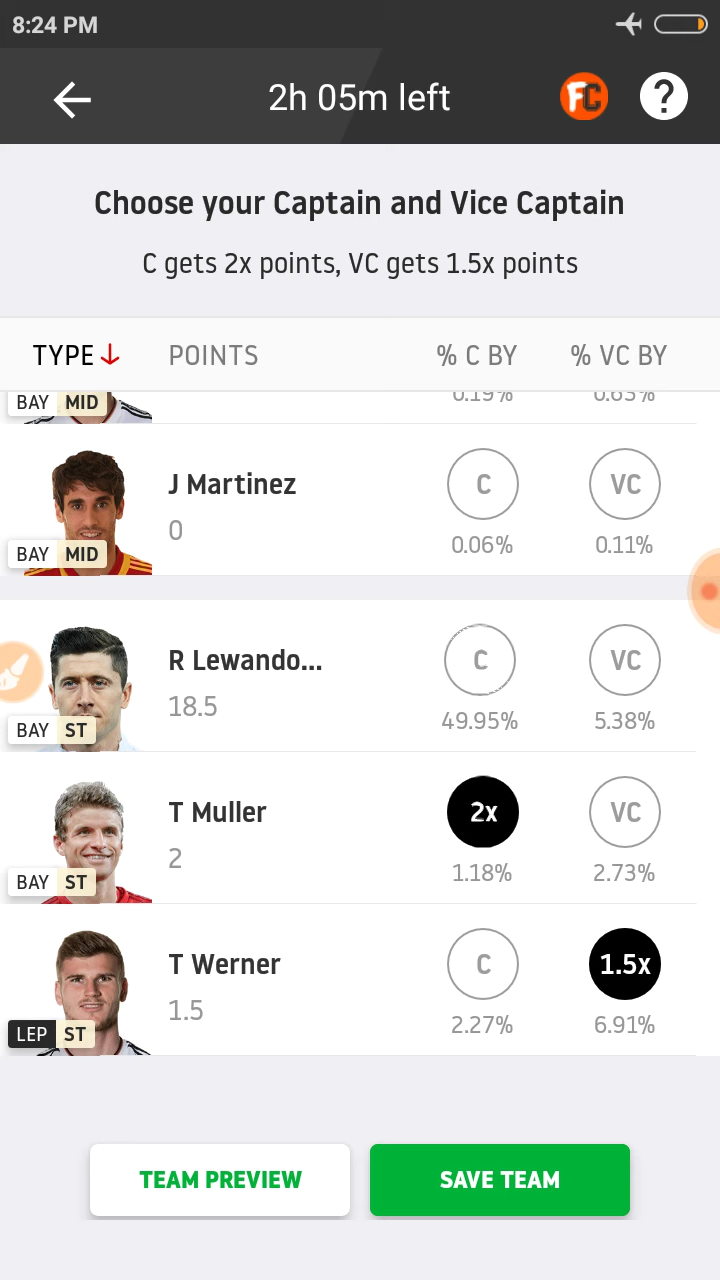 8:24 PM
2h 05m left
FC
?
Choose your Captain and Vice Captain
C gets 2x points, VC gets 1.5x points
TYPE POINTS % C BY % VC BY
BAY MID 0.19% 0.63%
J Martinez C VC
0
BAY MID 0.06% 0.11%
R Lewando... C VC
18.5
BAY ST 49.95% 5.38%
T Muller 2x VC
2
BAY ST 1.18% 2.73%
T Werner C 1.5x
1.5
LEP ST 2.27% 6.91%
TEAM PREVIEW SAVE TEAM